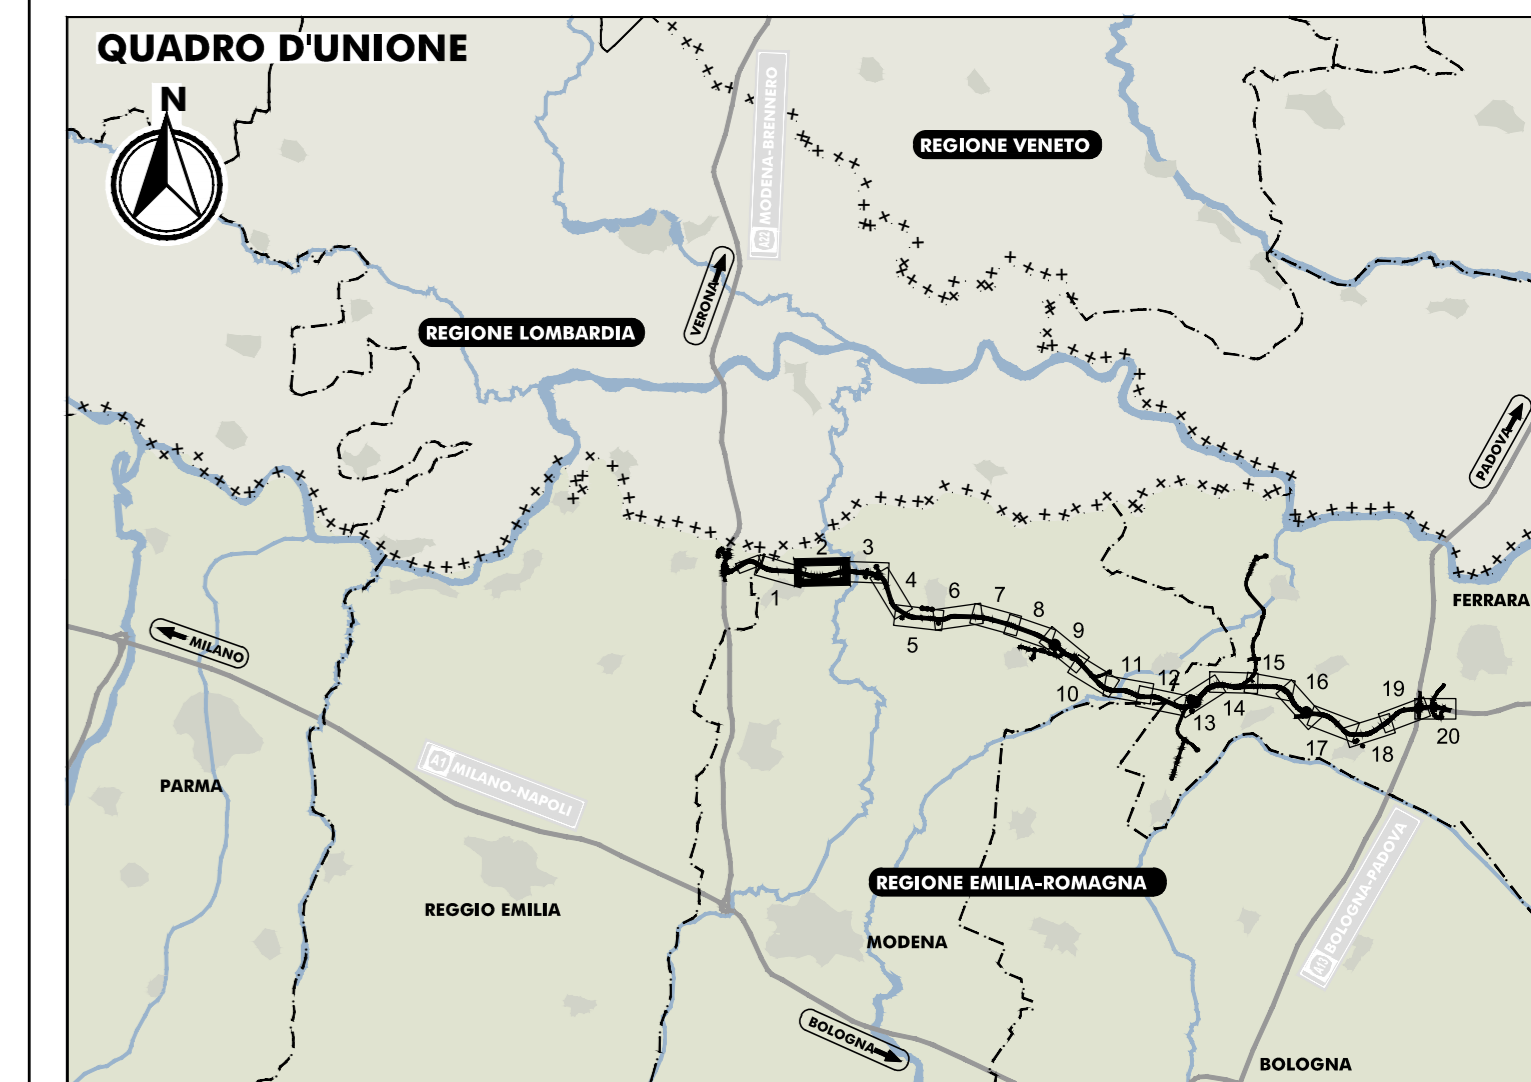 QUADRO D'UNIONE
N
A22 MODENA-BRENNERO
REGIONE VENETO
VERONA
REGIONE LOMBARDIA
PADOVA
2
3
1
4
6
7
8
5
9
FERRARA
MILANO
11
15
12
10
16
19
14
13
17
18
20
A1 MILANO-NAPOLI
PARMA
A13 BOLOGNA-PADOVA
REGIONE EMILIA-ROMAGNA
REGGIO EMILIA
MODENA
BOLOGNA
BOLOGNA